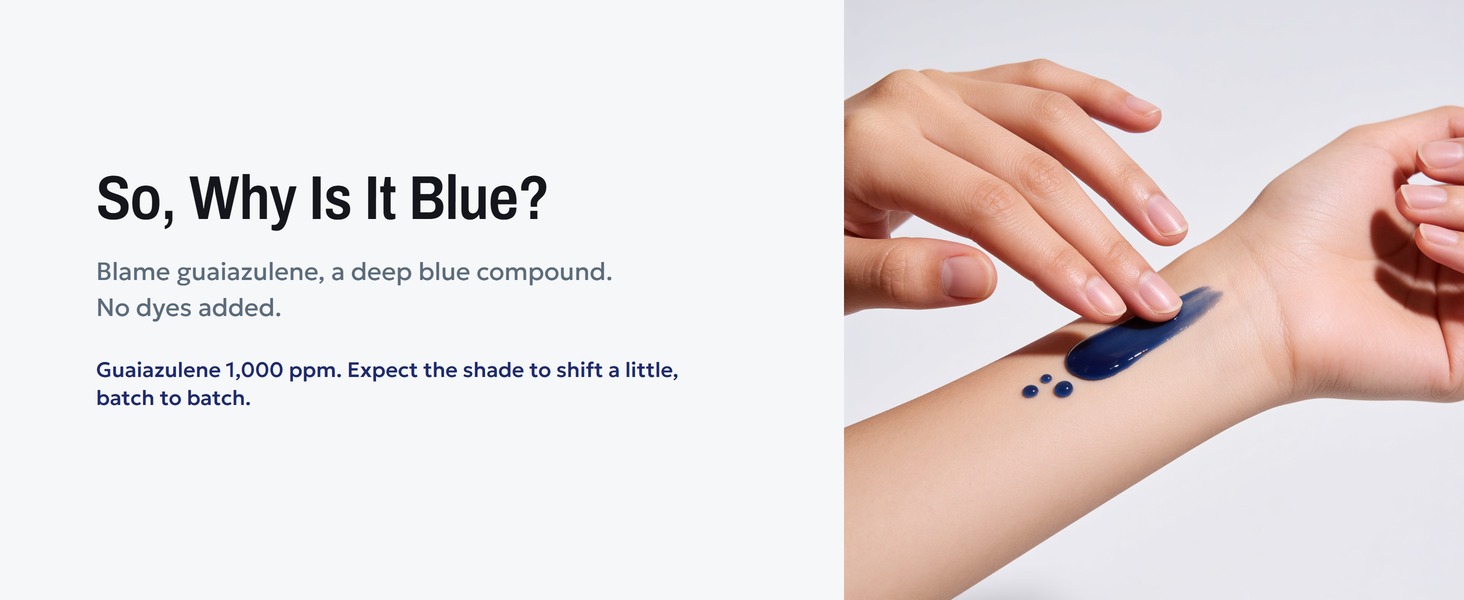 So, Why Is It Blue?
Blame guaiazulene, a deep blue compound.
No dyes added.
Guaiazulene 1,000 ppm. Expect the shade to shift a little,
batch to batch.